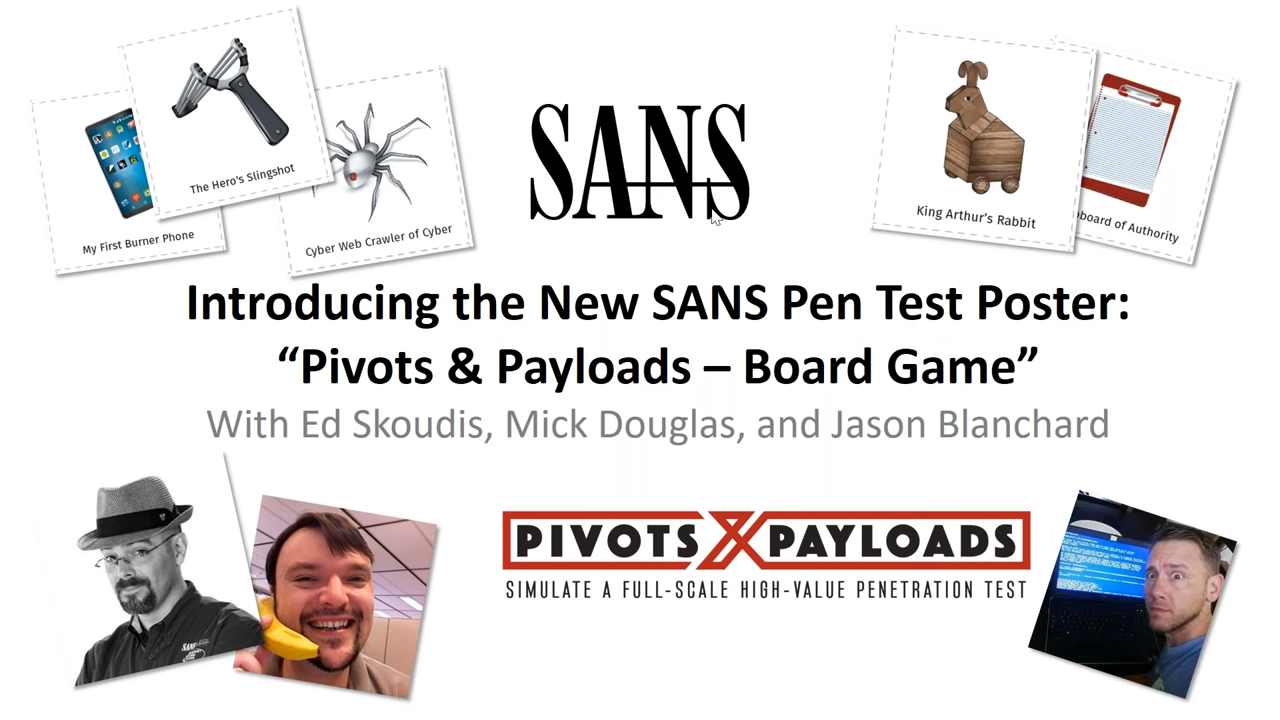 The Hero's Slingshot
My First Burner Phone
Cyber Web Crawler of Cyber
SANS
King Arthur's Rabbit
board of Authority
Introducing the New SANS Pen Test Poster:
“Pivots & Payloads – Board Game”
With Ed Skoudis, Mick Douglas, and Jason Blanchard
PIVOTS X PAYLOADS
SIMULATE A FULL-SCALE HIGH-VALUE PENETRATION TEST
SANS